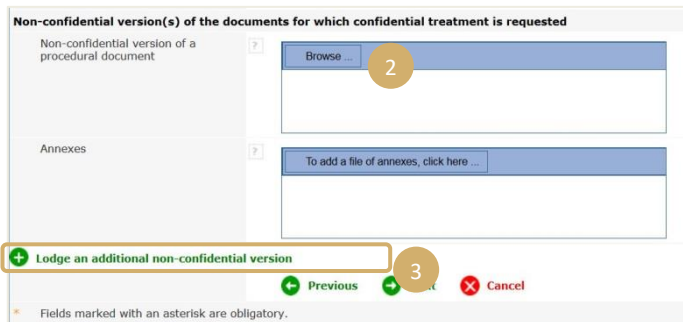 Non-confidential version(s) of the documents for which confidential treatment is requested
Non-confidential version of a
procedural document
?
Browse ...
2
Annexes
?
To add a file of annexes, click here ...
Lodge an additional non-confidential version
3
Previous
Cancel
* Fields marked with an asterisk are obligatory.